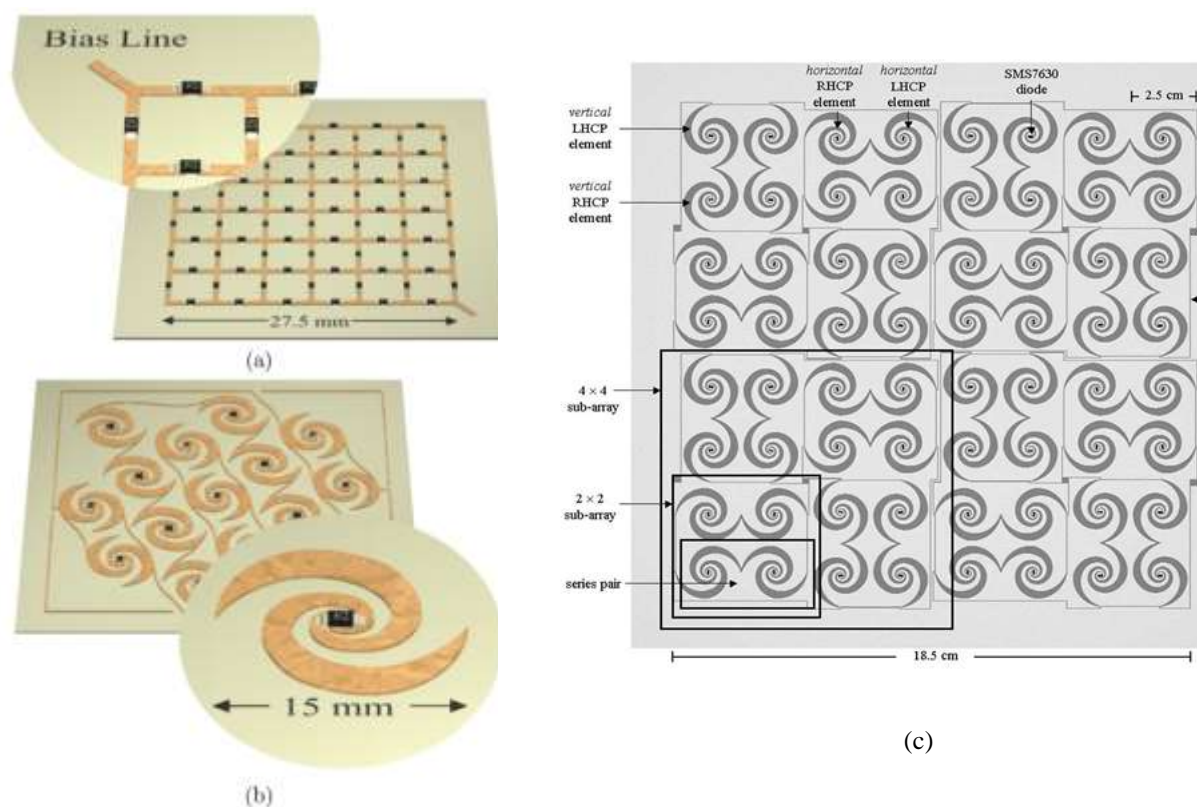 Bias Line
27.5 mm
(a)
15 mm
(b)
horizontal
RHCP
element
horizontal
LHCP
element
SMS7630
diode
2.5 cm
vertical
LHCP
element
vertical
RHCP
element
4 × 4
sub-array
2 × 2
sub-array
series pair
18.5 cm
(c)